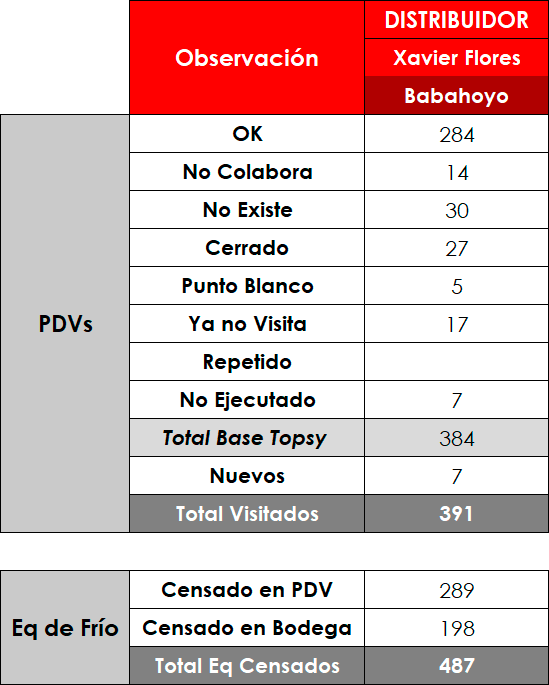 Observación
DISTRIBUIDOR
Xavier Flores
Babahoyo
PDVs
OK 284
No Colabora 14
No Existe 30
Cerrado 27
Punto Blanco 5
Ya no Visita 17
Repetido
No Ejecutado 7
Total Base Topsy 384
Nuevos 7
Total Visitados 391
Eq de Frío
Censado en PDV 289
Censado en Bodega 198
Total Eq Censados 487